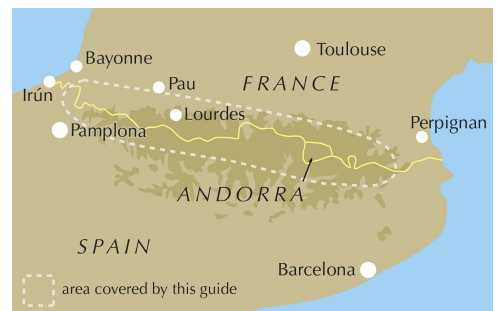 Toulouse
Bayonne
FRANCE
Pau
Irún
Lourdes
Perpignan
Pamplona
ANDORRA
SPAIN
Barcelona
area covered by this guide